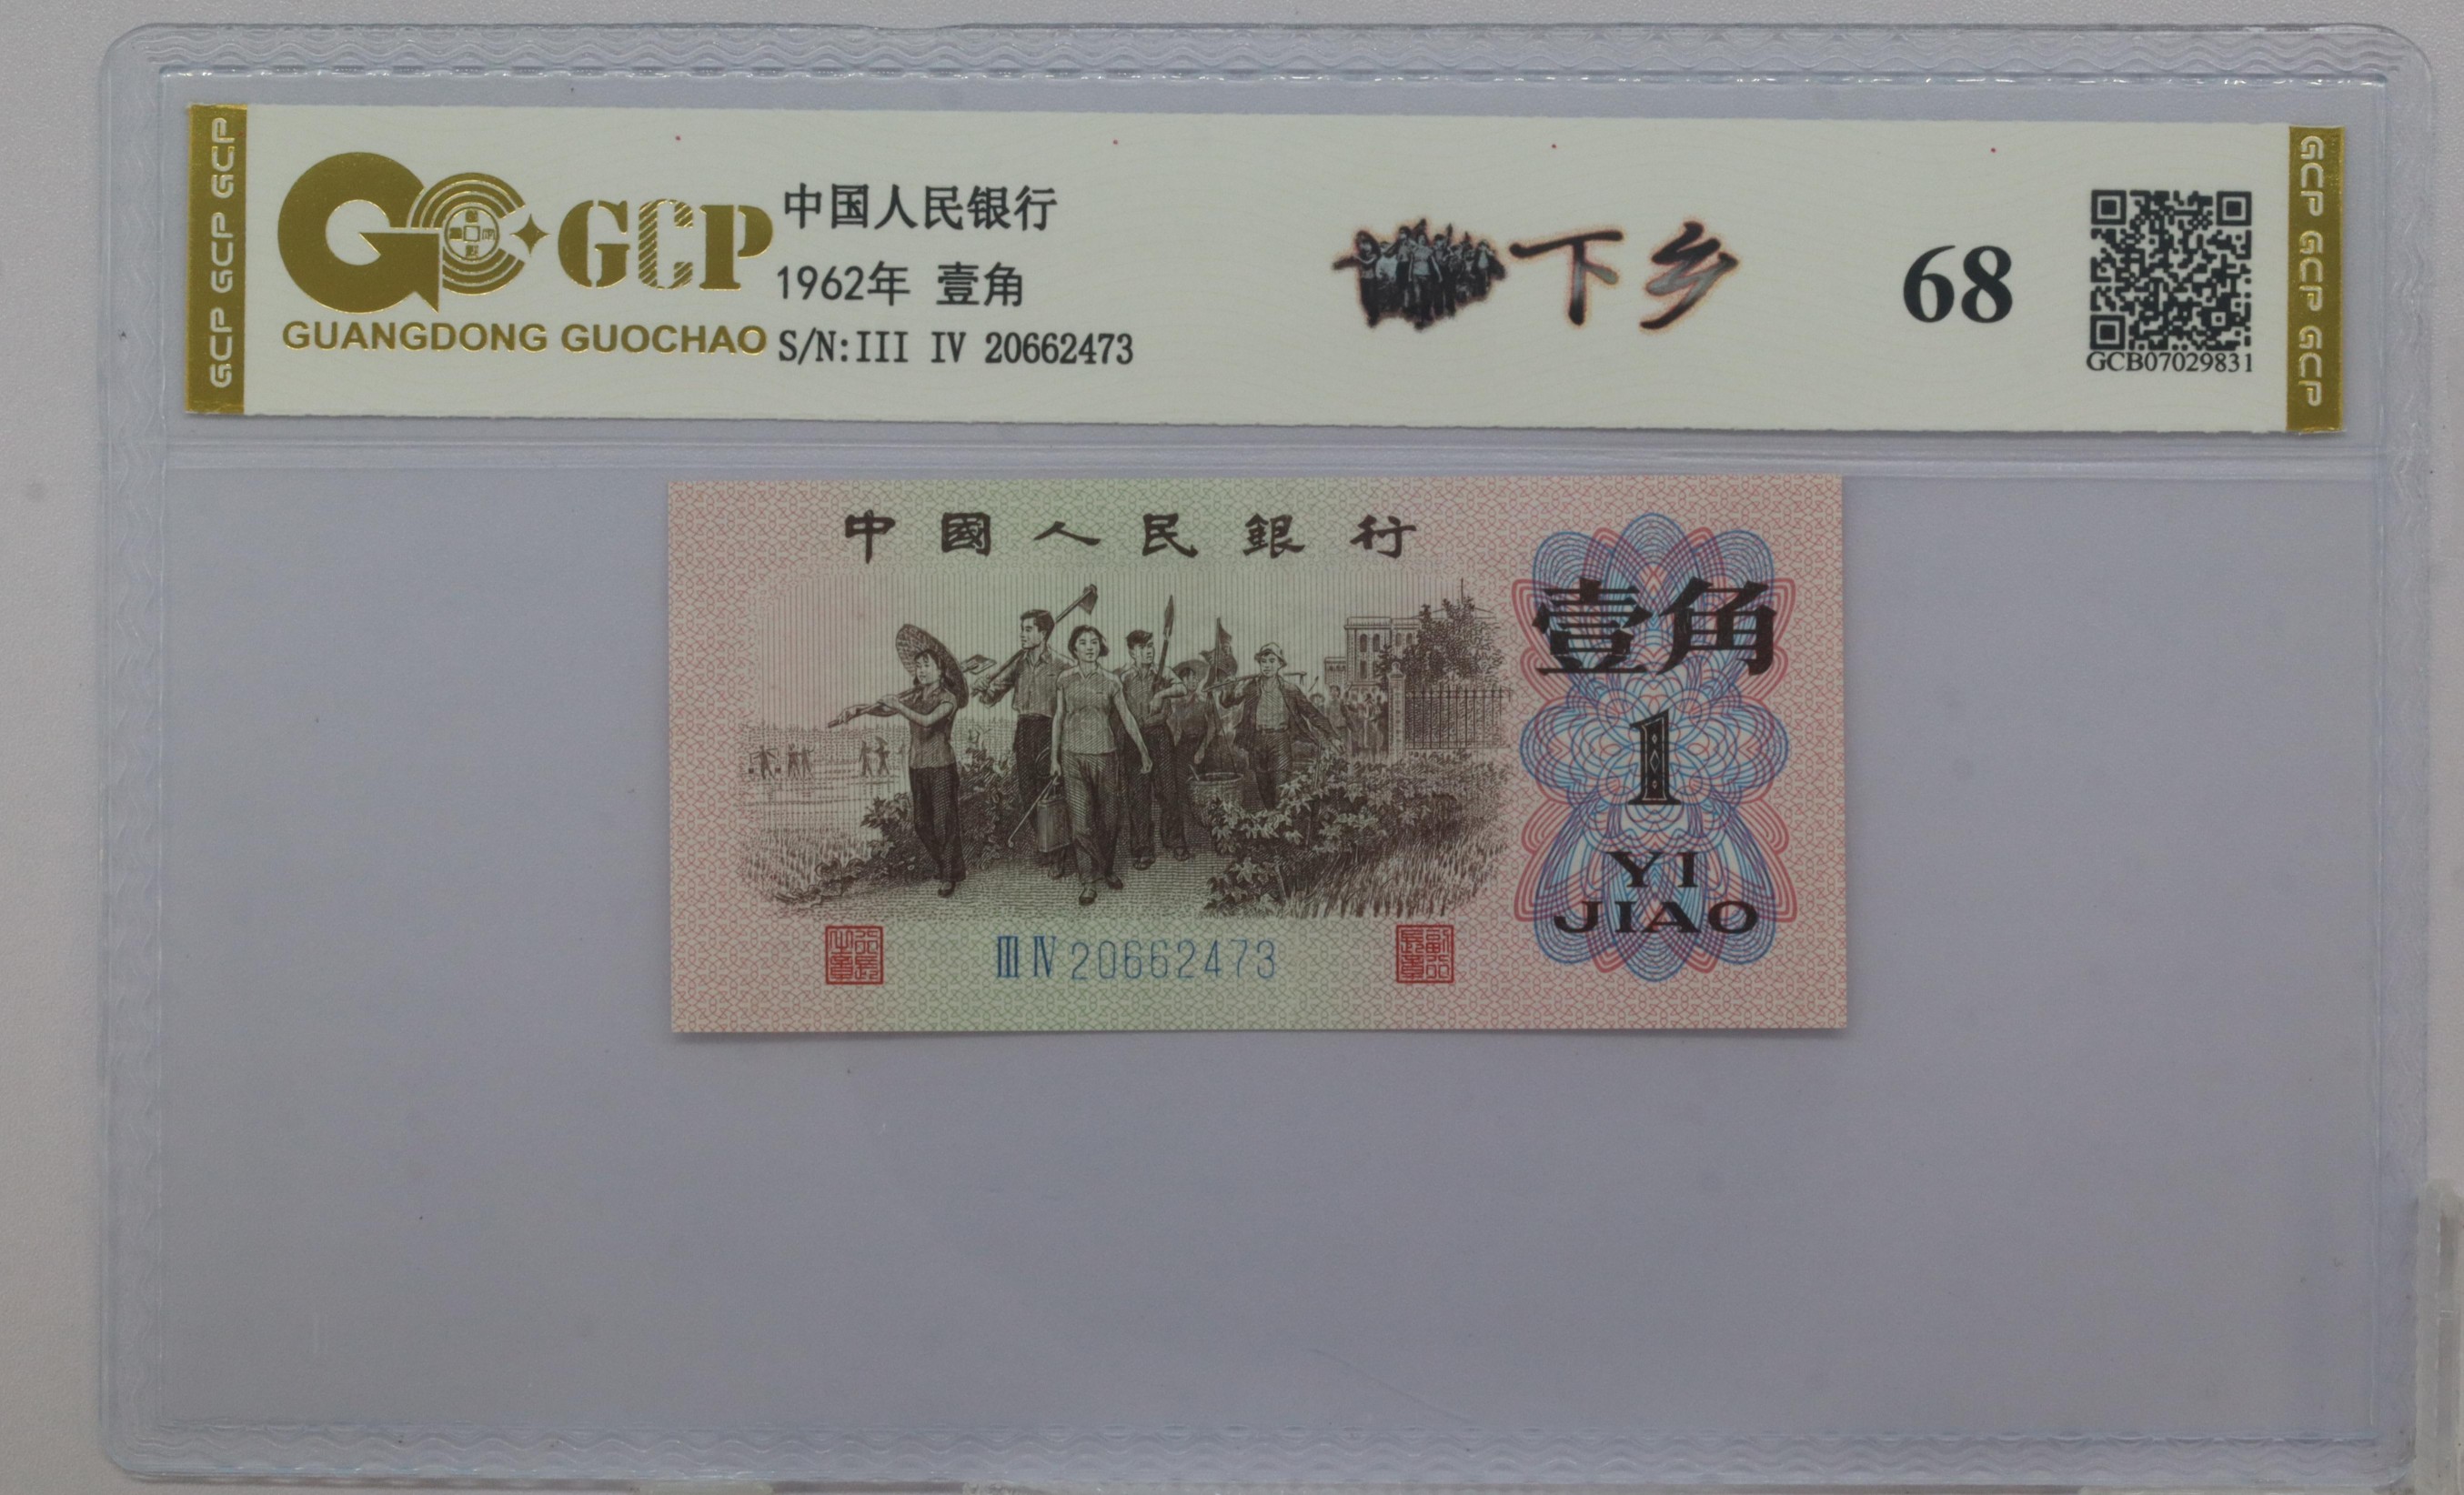 GCP GCP GCP
GCP
GUANGDONG GUOCHAO
中国人民银行
1962年 壹角
S/N:III IV 20662473
下乡
68
GCB07029831
GCP GCP GCP
中國人民銀行
壹角
1
YI
JIAO
III IV 20662473